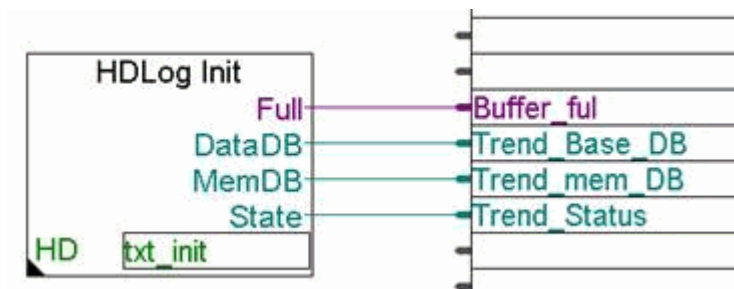 HDLog Init
Full Buffer_ful
DataDB Trend_Base_DB
MemDB Trend_mem_DB
State Trend_Status
HD txt_init